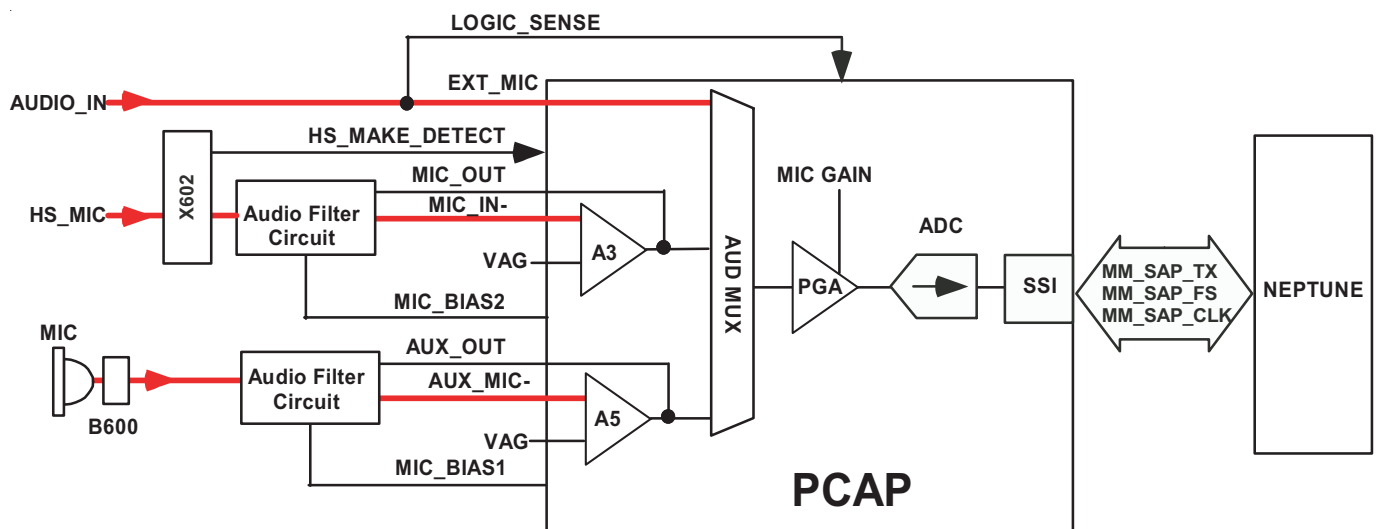 LOGIC_SENSE
EXT_MIC
AUDIO_IN
HS_MAKE_DETECT
X602
MIC_OUT
MIC_IN-
HS_MIC
Audio Filter
Circuit
VAG
A3
MIC_BIAS2
AUD MUX
MIC GAIN
PGA
ADC
SSI
MM_SAP_TX
MM_SAP_FS
MM_SAP_CLK
NEPTUNE
MIC
B600
Audio Filter
Circuit
AUX_OUT
AUX_MIC-
A5
VAG
MIC_BIAS1
PCAP